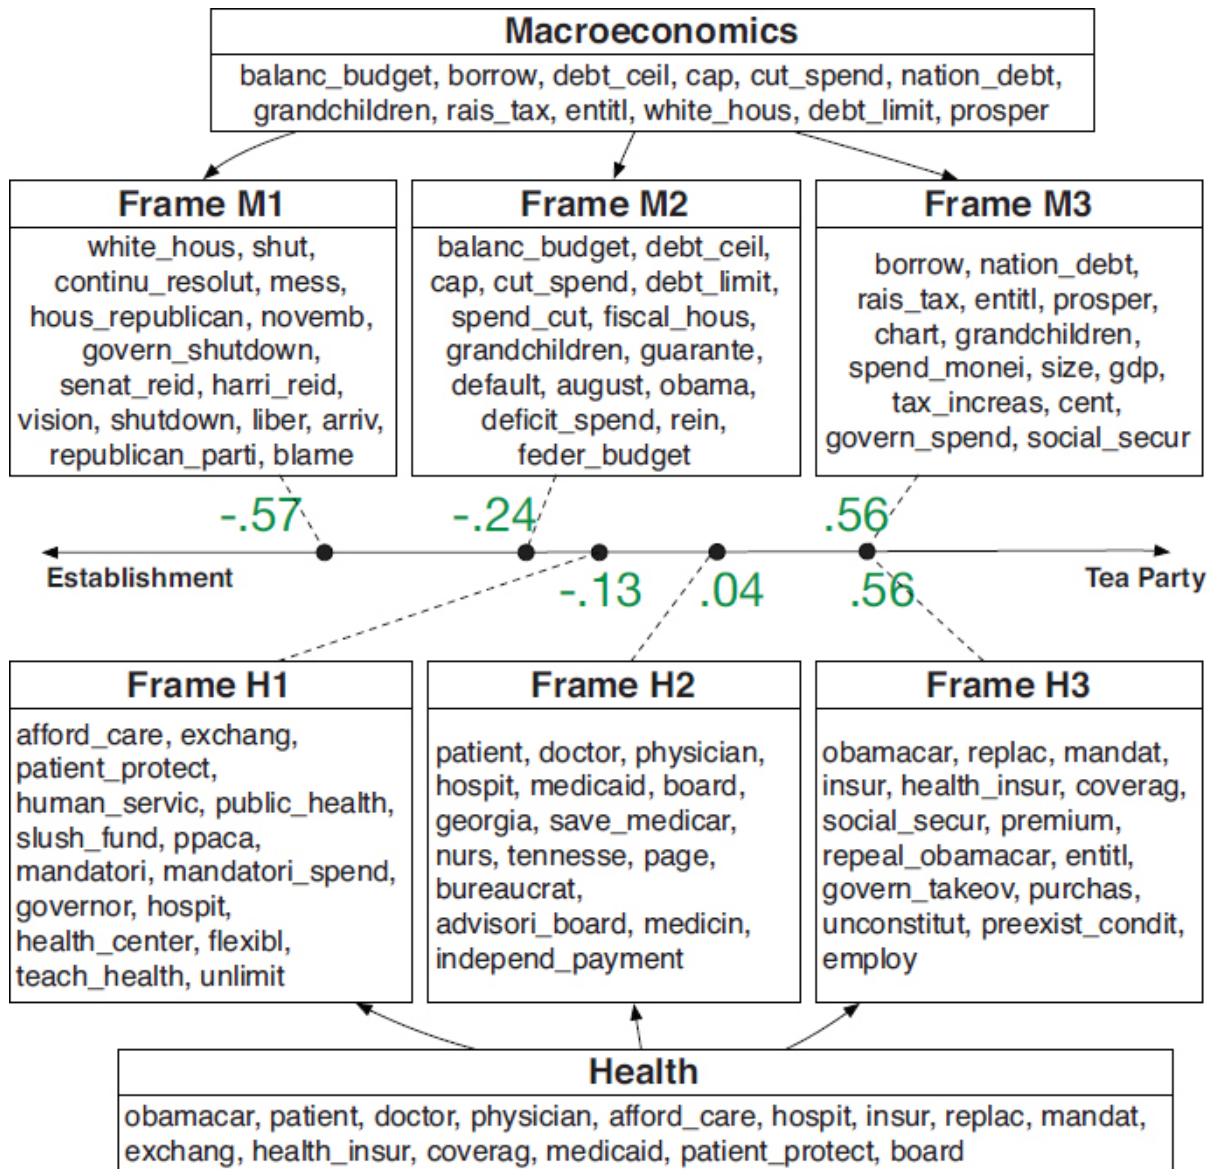 Macroeconomics
balanc_budget, borrow, debt_ceil, cap, cut_spend, nation_debt,
grandchildren, rais_tax, entitl, white_hous, debt_limit, prosper
Frame M1
white_hous, shut,
continu_resolut, mess,
hous_republican, novemb,
govern_shutdown,
senat_reid, harri_reid,
vision, shutdown, liber, arriv,
republican_parti, blame
Frame M2
balanc_budget, debt_ceil,
cap, cut_spend, debt_limit,
spend_cut, fiscal_hous,
grandchildren, guarante,
default, august, obama,
deficit_spend, rein,
feder_budget
Frame M3
borrow, nation_debt,
rais_tax, entitl, prosper,
chart, grandchildren,
spend_monei, size, gdp,
tax_increas, cent,
govern_spend, social_secur
-.57
-.24
.56
Establishment
-.13
.04
.56
Tea Party
Frame H1
afford_care, exchang,
patient_protect,
human_servic, public_health,
slush_fund, ppaca,
mandatori, mandatori_spend,
governor, hospit,
health_center, flexibl,
teach_health, unlimit
Frame H2
patient, doctor, physician,
hospit, medicaid, board,
georgia, save_medicar,
nurs, tennesse, page,
bureaucrat,
advisori_board, medicin,
independ_payment
Frame H3
obamacar, replac, mandat,
insur, health_insur, coverag,
social_secur, premium,
repeal_obamacar, entitl,
govern_takeov, purchas,
unconstitut, preexist_condit,
employ
Health
obamacar, patient, doctor, physician, afford_care, hospit, insur, replac, mandat,
exchang, health_insur, coverag, medicaid, patient_protect, board